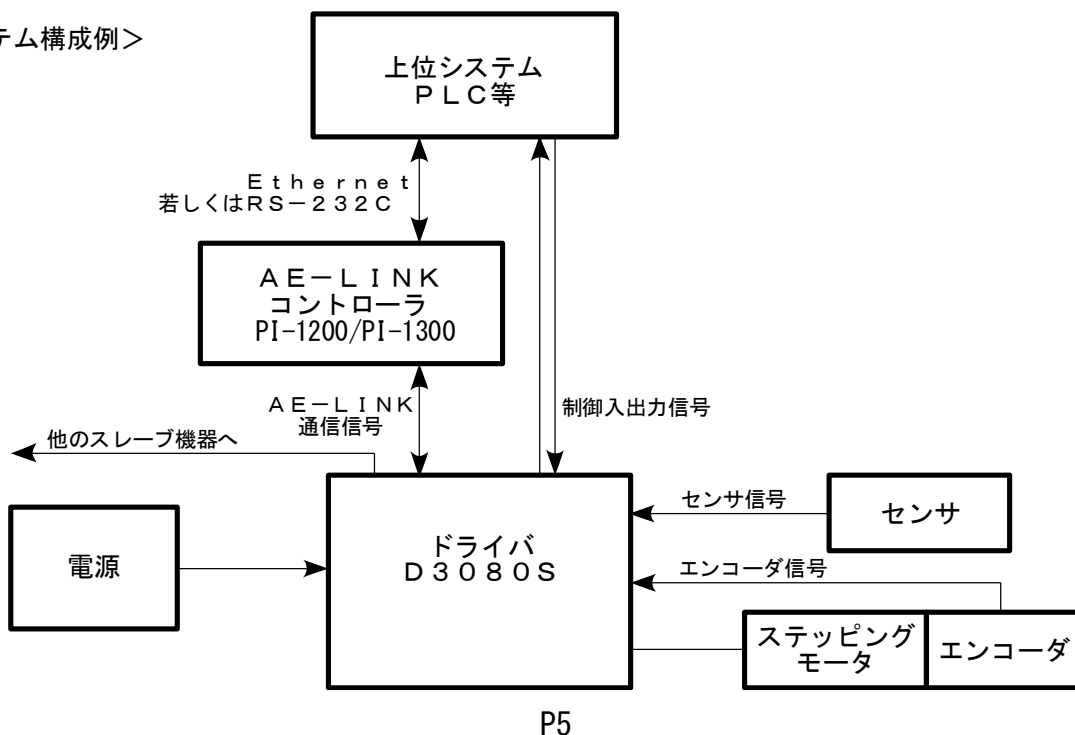 テム構成例＞
上位システム
ＰＬＣ等
Ｅｔｈｅｒｎｅｔ
若しくはＲＳ－２３２Ｃ
ＡＥ－ＬＩＮＫ
コントローラ
PI-1200/PI-1300
ＡＥ－ＬＩＮＫ
通信信号
制御入出力信号
他のスレーブ機器へ
電源
ドライバ
Ｄ３０８０Ｓ
センサ信号
センサ
エンコーダ信号
ステッピング
モータ
エンコーダ
P5